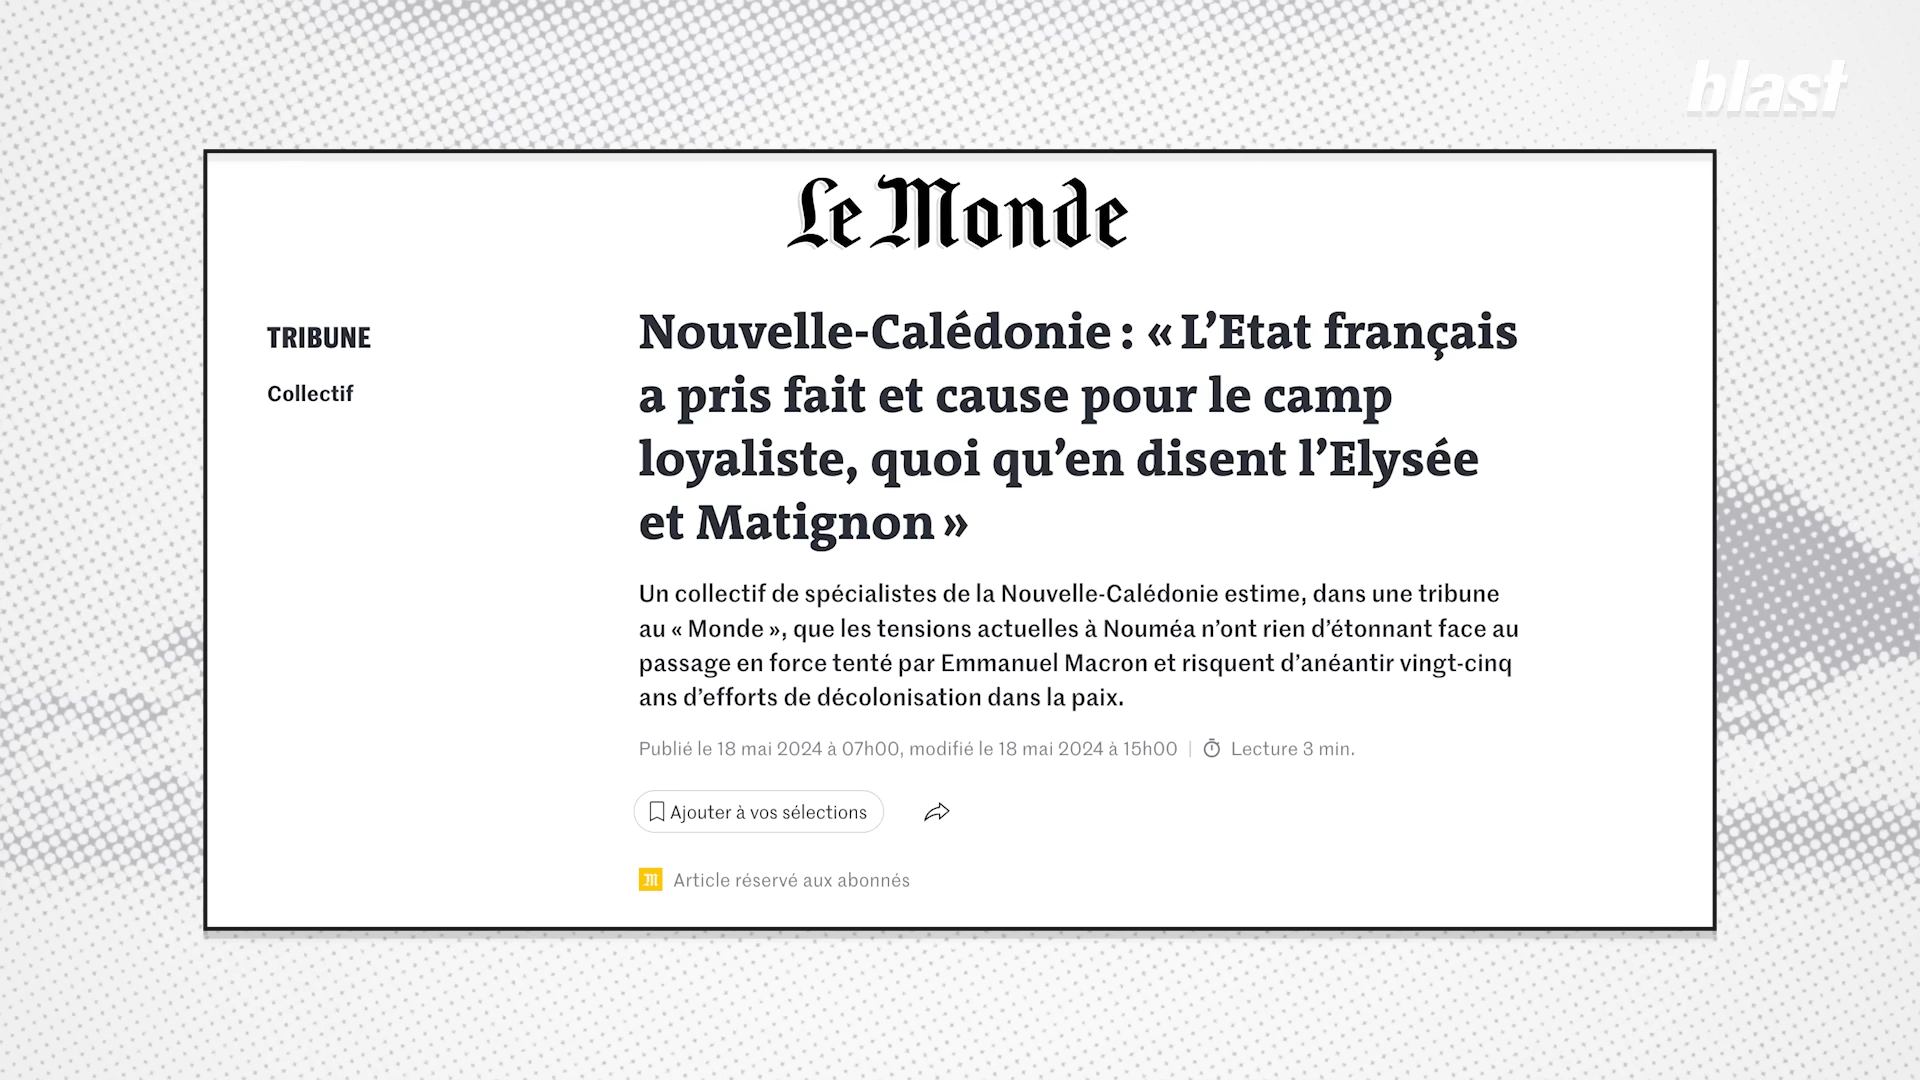 blast
Le Monde
TRIBUNE
Collectif
Nouvelle-Calédonie : « L’Etat français
a pris fait et cause pour le camp
loyaliste, quoi qu’en disent l’Elysée
et Matignon »
Un collectif de spécialistes de la Nouvelle-Calédonie estime, dans une tribune
au « Monde », que les tensions actuelles à Nouméa n’ont rien d’étonnant face au
passage en force tenté par Emmanuel Macron et risquent d’anéantir vingt-cinq
ans d’efforts de décolonisation dans la paix.
Publié le 18 mai 2024 à 07h00, modifié le 18 mai 2024 à 15h00 | Lecture 3 min.
Ajouter à vos sélections
M Article réservé aux abonnés